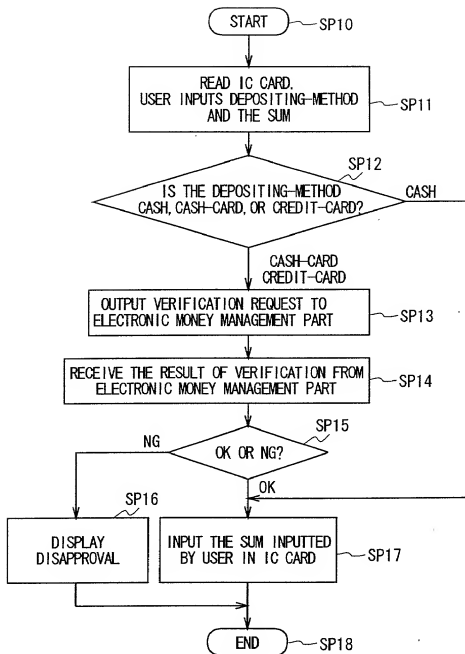 START
SP10
READ IC CARD.
USER INPUTS DEPOSITING-METHOD
AND THE SUM
SP11
SP12
IS THE DEPOSITING-METHOD
CASH, CASH-CARD, OR CREDIT-CARD?
CASH
CASH-CARD
CREDIT-CARD
OUTPUT VERIFICATION REQUEST TO
ELECTRONIC MONEY MANAGEMENT PART
SP13
RECEIVE THE RESULT OF VERIFICATION FROM
ELECTRONIC MONEY MANAGEMENT PART
SP14
SP15
NG
OK OR NG?
OK
SP16
DISPLAY
DISAPPROVAL
INPUT THE SUM INPUTTED
BY USER IN IC CARD
SP17
END
SP18